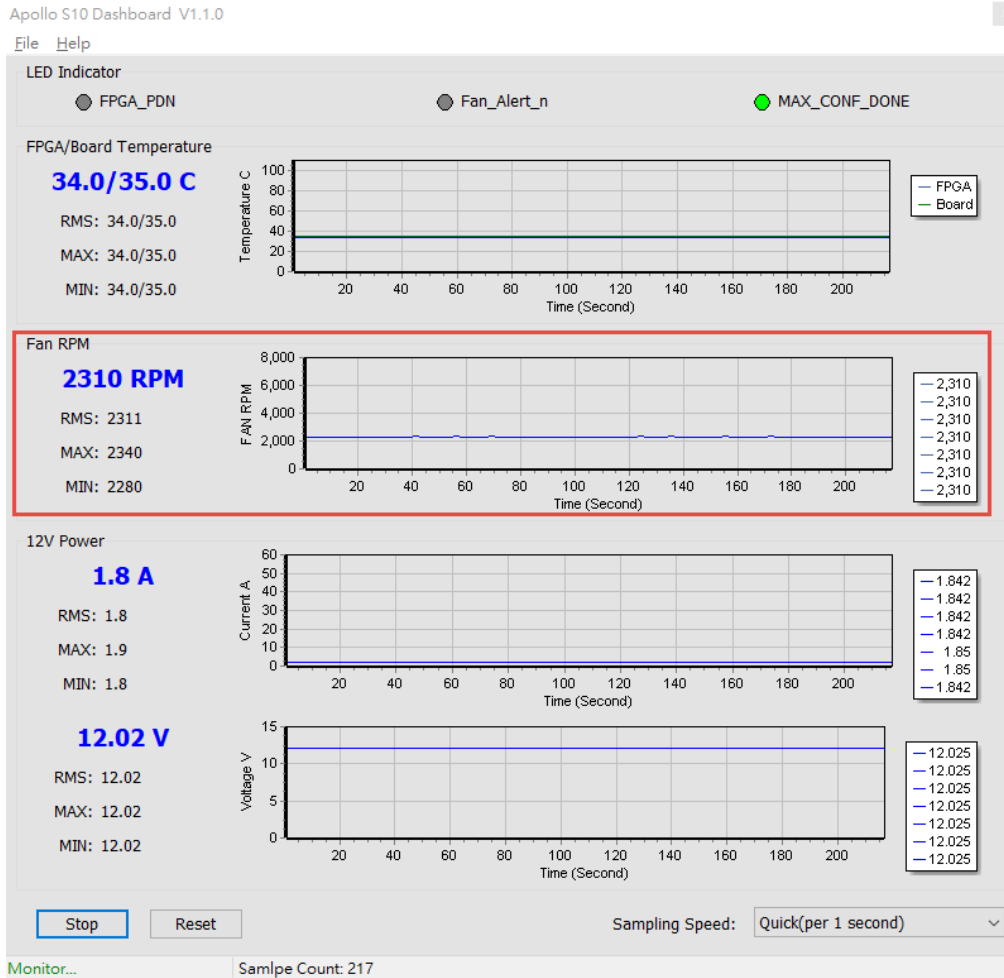 Apollo S10 Dashboard V1.1.0
File Help
LED Indicator
FPGA_PDN Fan_Alert_n MAX_CONF_DONE
FPGA/Board Temperature
34.0/35.0 C
RMS: 34.0/35.0
MAX: 34.0/35.0
MIN: 34.0/35.0
Temperature C
100
80
60
40
20
0
20 40 60 80 100 120 140 160 180 200
Time (Second)
FPGA
Board
Fan RPM
2310 RPM
RMS: 2311
MAX: 2340
MIN: 2280
FAN RPM
8,000
6,000
4,000
2,000
0
20 40 60 80 100 120 140 160 180 200
Time (Second)
2,310
2,310
2,310
2,310
2,310
2,310
2,310
12V Power
1.8 A
RMS: 1.8
MAX: 1.9
MIN: 1.8
Current A
60
50
40
30
20
10
0
20 40 60 80 100 120 140 160 180 200
Time (Second)
1.842
1.842
1.842
1.842
1.85
1.85
1.842
12.02 V
RMS: 12.02
MAX: 12.02
MIN: 12.02
Voltage V
15
10
5
0
20 40 60 80 100 120 140 160 180 200
Time (Second)
12.025
12.025
12.025
12.025
12.025
12.025
12.025
Stop Reset Sampling Speed: Quick(per 1 second)
Monitor... Samlpe Count: 217